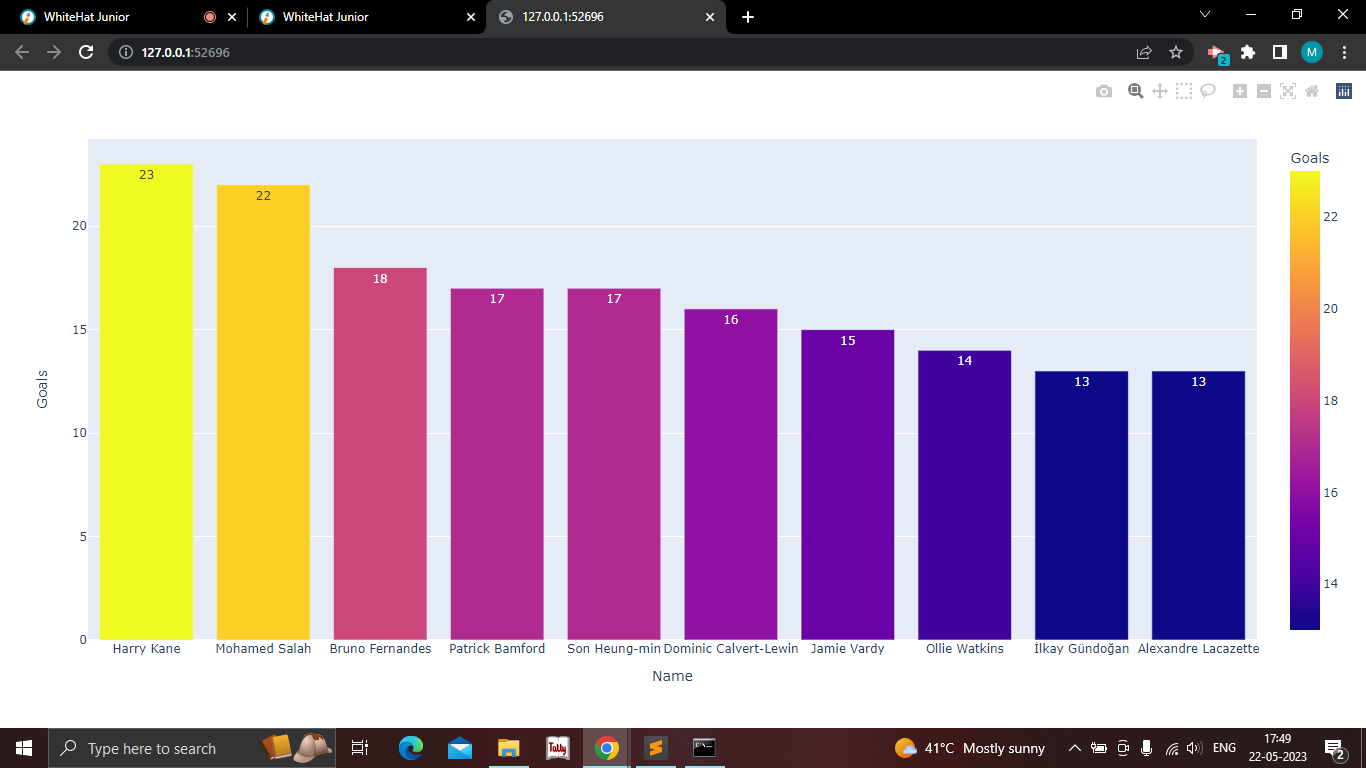 WhiteHat Junior
WhiteHat Junior
127.0.0.1:52696
127.0.0.1:52696
2
M
Goals
23
22
18
17
17
16
15
14
13
13
20
15
10
5
0
Goals
22
20
18
16
14
Harry Kane
Mohamed Salah
Bruno Fernandes
Patrick Bamford
Son Heung-min
Dominic Calvert-Lewin
Jamie Vardy
Ollie Watkins
İlkay Gündoğan
Alexandre Lacazette
Name
Type here to search
Tally
41°C Mostly sunny
ENG
17:49
22-05-2023
2